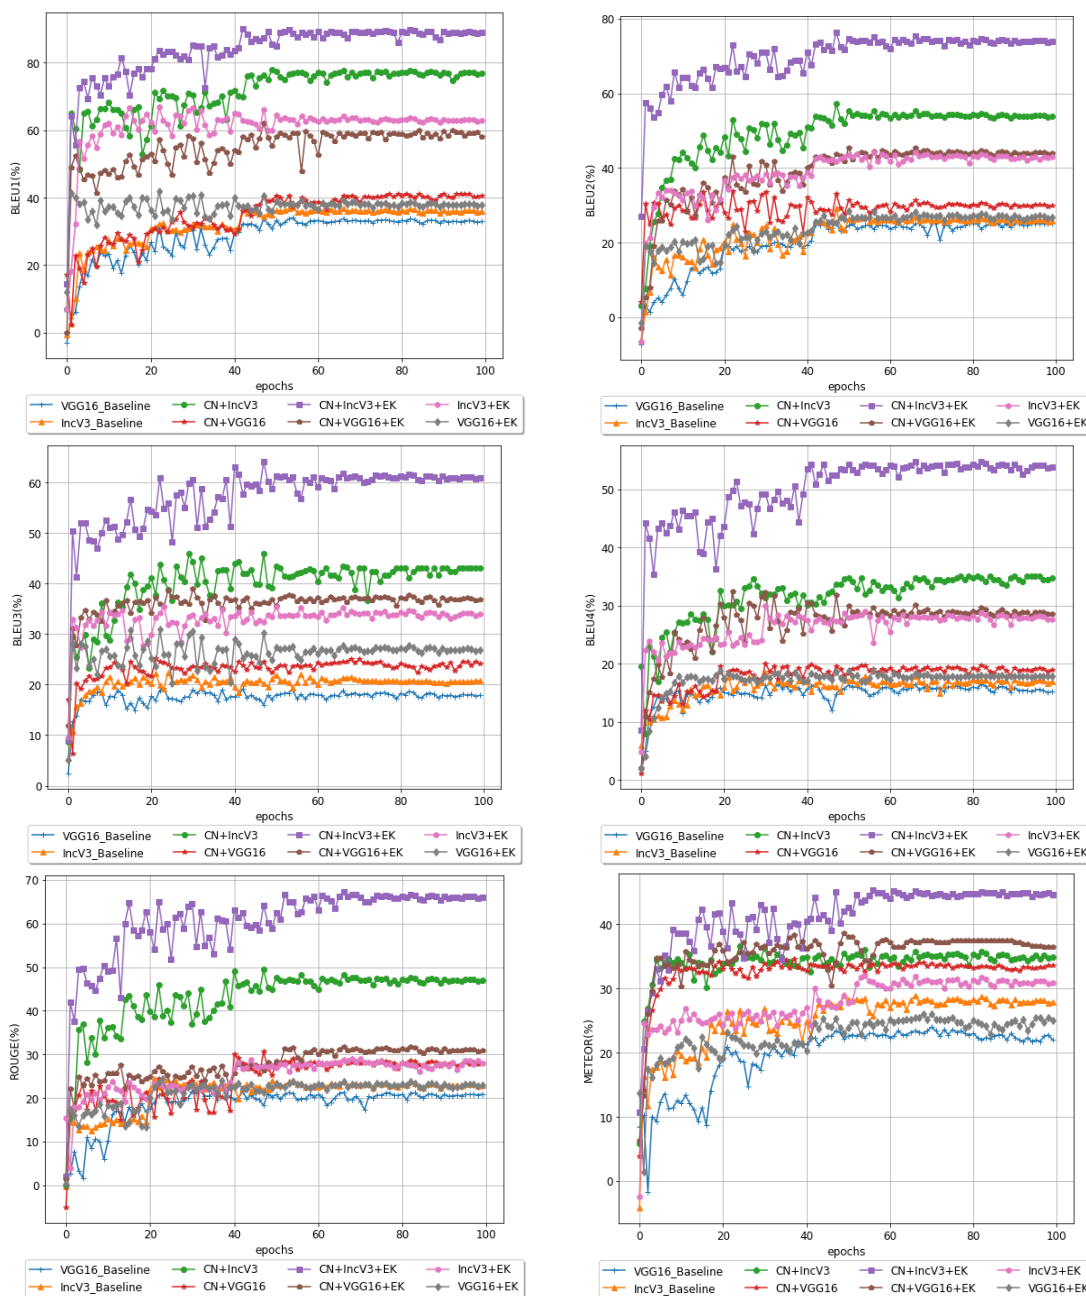 BLEU1(%)
80
60
40
20
0
0 20 40 60 80 100
epochs
VGG16_Baseline CN+IncV3 CN+IncV3+EK IncV3+EK
IncV3_Baseline CN+VGG16 CN+VGG16+EK VGG16+EK
BLEU2(%)
80
60
40
20
0
0 20 40 60 80 100
epochs
VGG16_Baseline CN+IncV3 CN+IncV3+EK IncV3+EK
IncV3_Baseline CN+VGG16 CN+VGG16+EK VGG16+EK
BLEU3(%)
60
50
40
30
20
10
0
0 20 40 60 80 100
epochs
VGG16_Baseline CN+IncV3 CN+IncV3+EK IncV3+EK
IncV3_Baseline CN+VGG16 CN+VGG16+EK VGG16+EK
BLEU4(%)
50
40
30
20
10
0
0 20 40 60 80 100
epochs
VGG16_Baseline CN+IncV3 CN+IncV3+EK IncV3+EK
IncV3_Baseline CN+VGG16 CN+VGG16+EK VGG16+EK
ROUGE(%)
70
60
50
40
30
20
10
0
0 20 40 60 80 100
epochs
VGG16_Baseline CN+IncV3 CN+IncV3+EK IncV3+EK
IncV3_Baseline CN+VGG16 CN+VGG16+EK VGG16+EK
METEOR(%)
40
30
20
10
0
0 20 40 60 80 100
epochs
VGG16_Baseline CN+IncV3 CN+IncV3+EK IncV3+EK
IncV3_Baseline CN+VGG16 CN+VGG16+EK VGG16+EK